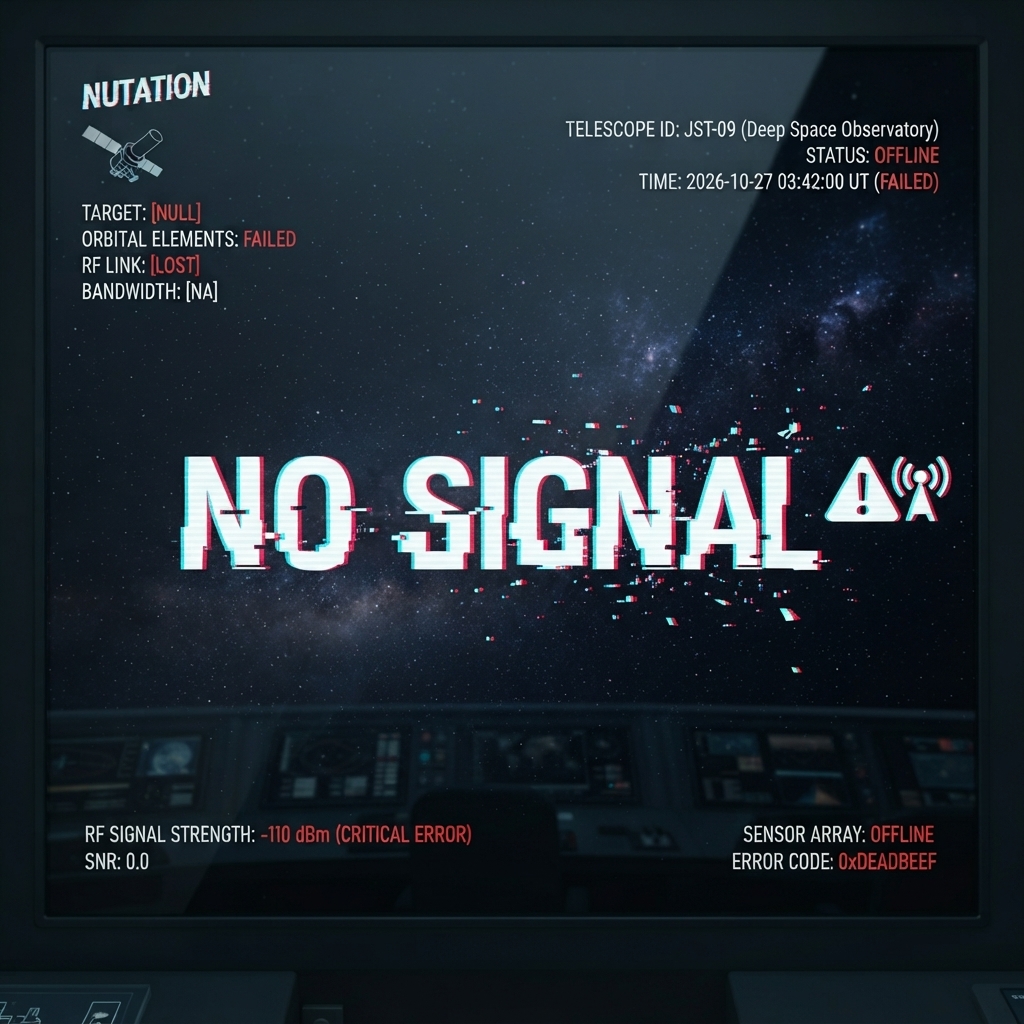 NUTATION
TELESCOPE ID: JST-09 (Deep Space Observatory)
STATUS: OFFLINE
TIME: 2026-10-27 03:42:00 UT (FAILED)
TARGET: [NULL]
ORBITAL ELEMENTS: FAILED
RF LINK: [LOST]
BANDWIDTH: [NA]
NO SIGNAL
RF SIGNAL STRENGTH: -110 dBm (CRITICAL ERROR)
SNR: 0.0
SENSOR ARRAY: OFFLINE
ERROR CODE: 0xDEADBEEF